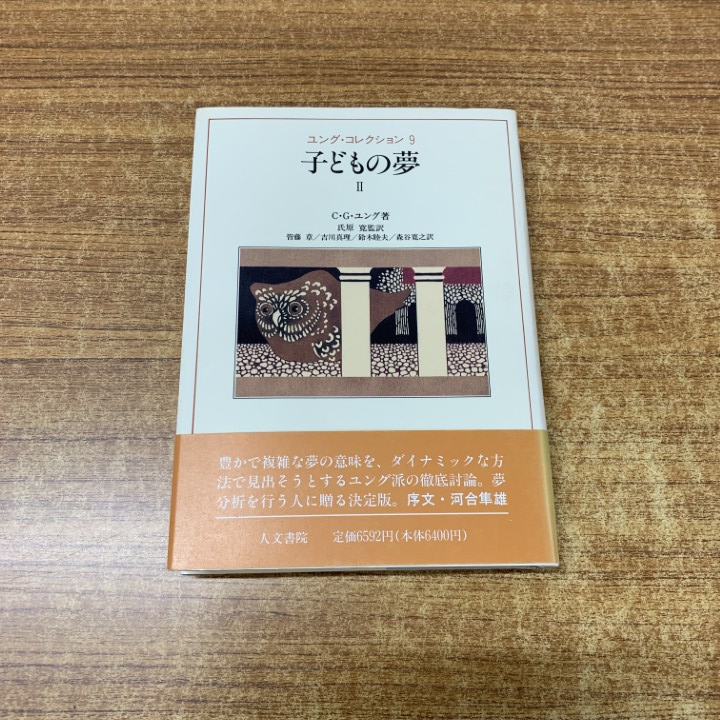 ユング・コレクション 9
子どもの夢
II
C・G・ユング著
氏原 寛監訳
皆藤 章／吉川真理／鈴木睦夫／森谷寛之訳
豊かで複雑な夢の意味を、ダイナミックな方
法で見出そうとするユング派の徹底討論。夢
分析を行う人に贈る決定版。序文・河合隼雄
人文書院 定価6592円(本体6400円)